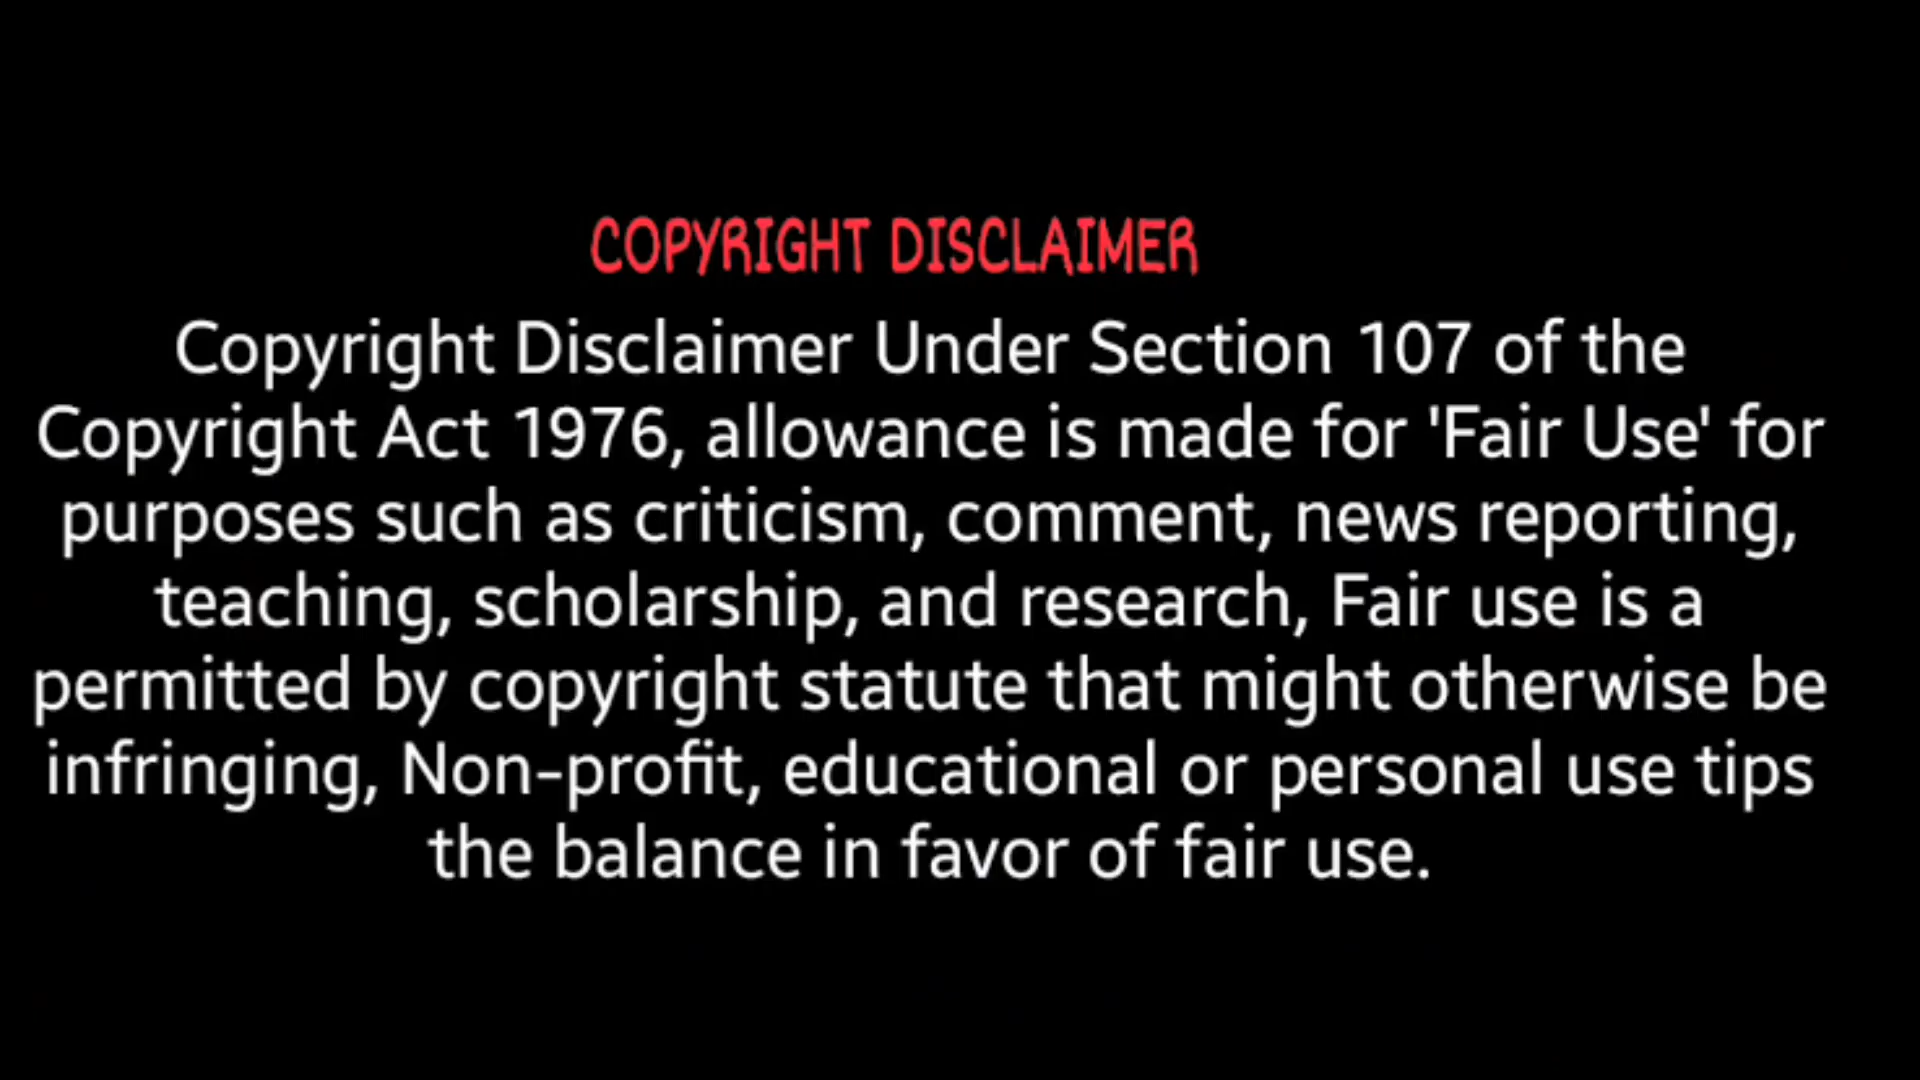 COPYRIGHT DISCLAIMER
Copyright Disclaimer Under Section 107 of the
Copyright Act 1976, allowance is made for 'Fair Use' for
purposes such as criticism, comment, news reporting,
teaching, scholarship, and research, Fair use is a
permitted by copyright statute that might otherwise be
infringing, Non-profit, educational or personal use tips
the balance in favor of fair use.